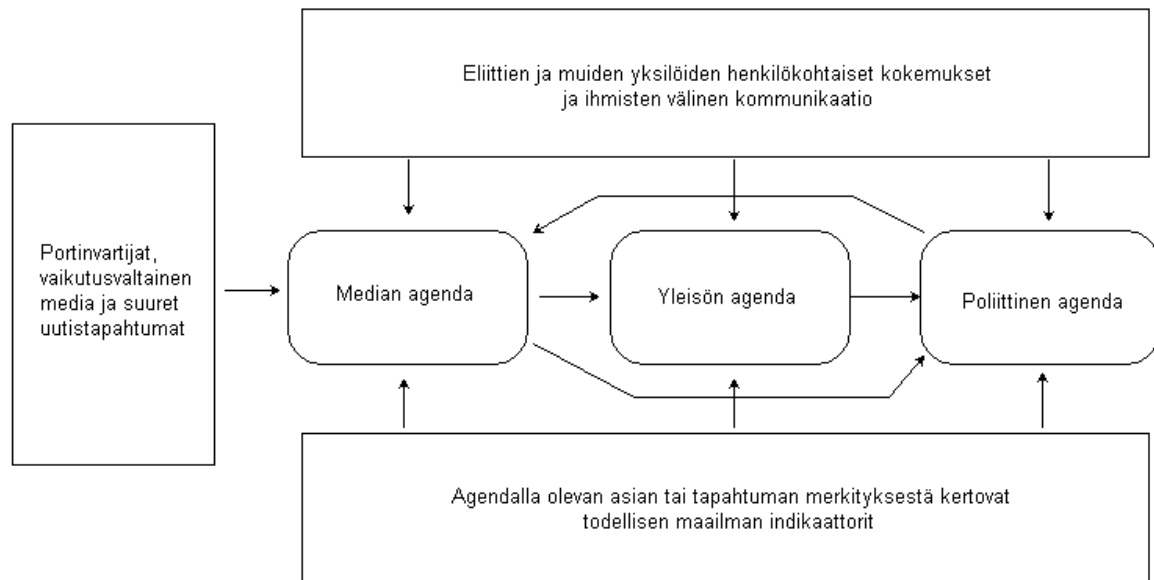 Eliittien ja muiden yksilöiden henkilökohtaiset kokemukset
ja ihmisten välinen kommunikaatio
Portinvartijat,
vaikutusvaltainen
media ja suuret
uutistapahtumat
Median agenda
Yleisön agenda
Poliittinen agenda
Agendalla olevan asian tai tapahtuman merkityksestä kertovat
todellisen maailman indikaattorit